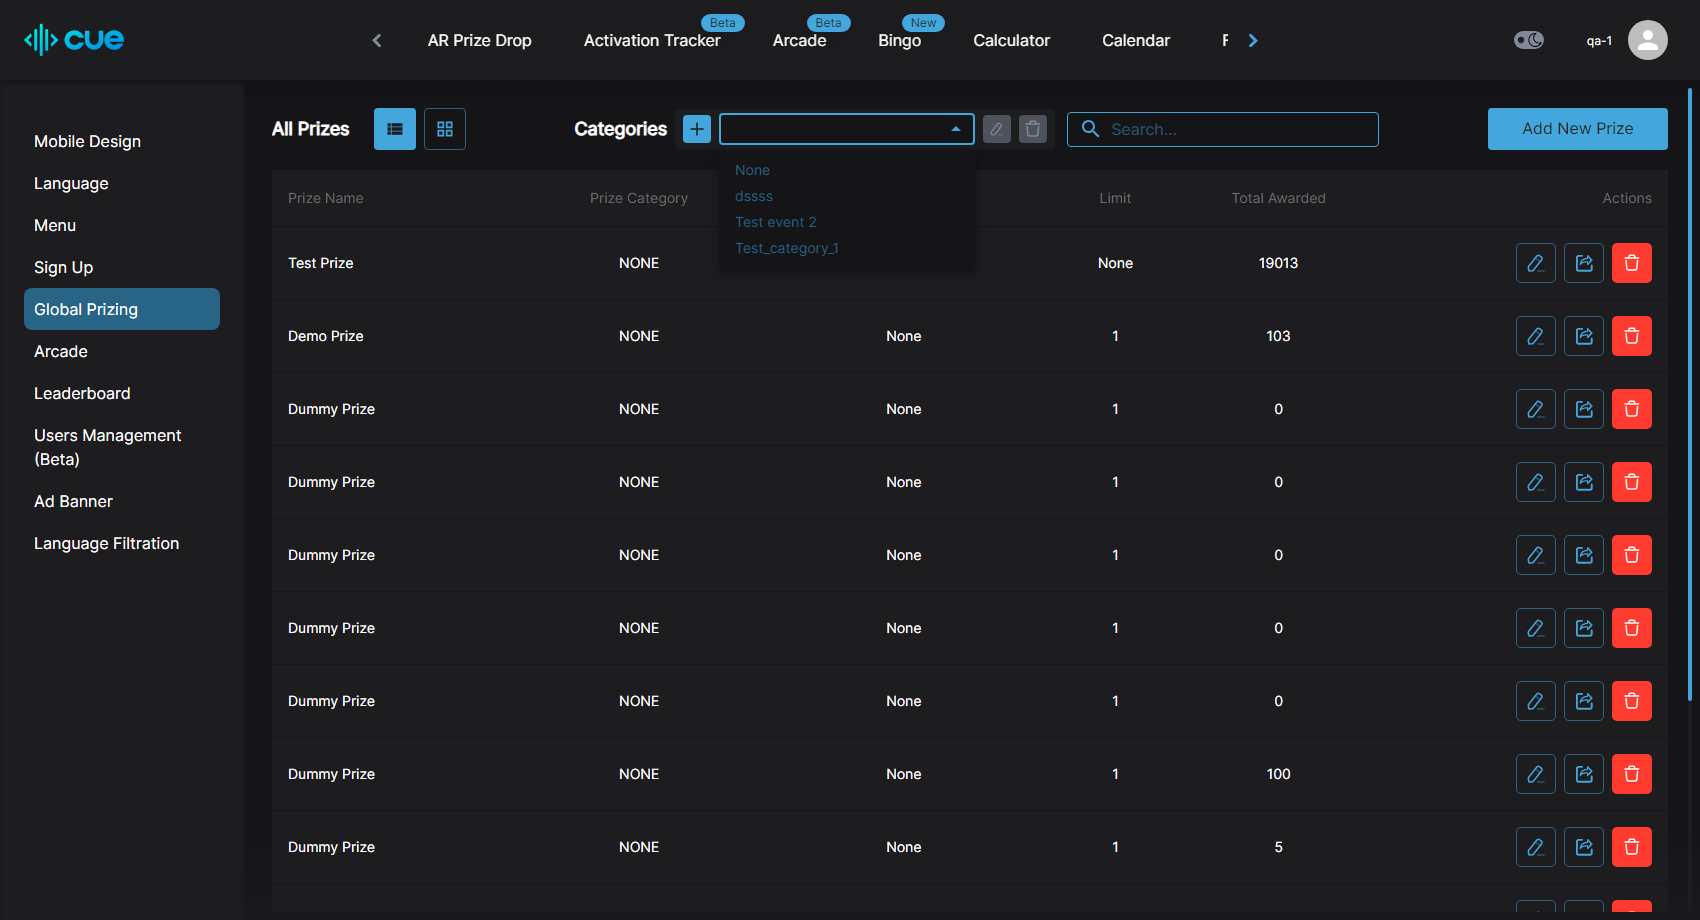 cue
AR Prize Drop
Activation Tracker
Beta
Arcade
Beta
Bingo
New
Calculator
Calendar
qa-1
Mobile Design
Language
Menu
Sign Up
Global Prizing
Arcade
Leaderboard
Users Management
(Beta)
Ad Banner
Language Filtration
All Prizes
Categories
Search...
Add New Prize
None
dssss
Test event 2
Test_category_1
Prize Name Prize Category Limit Total Awarded Actions
Test Prize NONE None 19013
Demo Prize NONE None 1 103
Dummy Prize NONE None 1 0
Dummy Prize NONE None 1 0
Dummy Prize NONE None 1 0
Dummy Prize NONE None 1 0
Dummy Prize NONE None 1 0
Dummy Prize NONE None 1 100
Dummy Prize NONE None 1 5